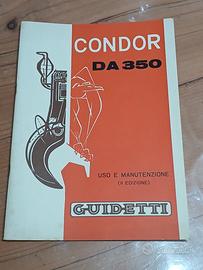 CONDOR
DA 350
USO E MANUTENZIONE
(II EDIZIONE)
GUIDETTI